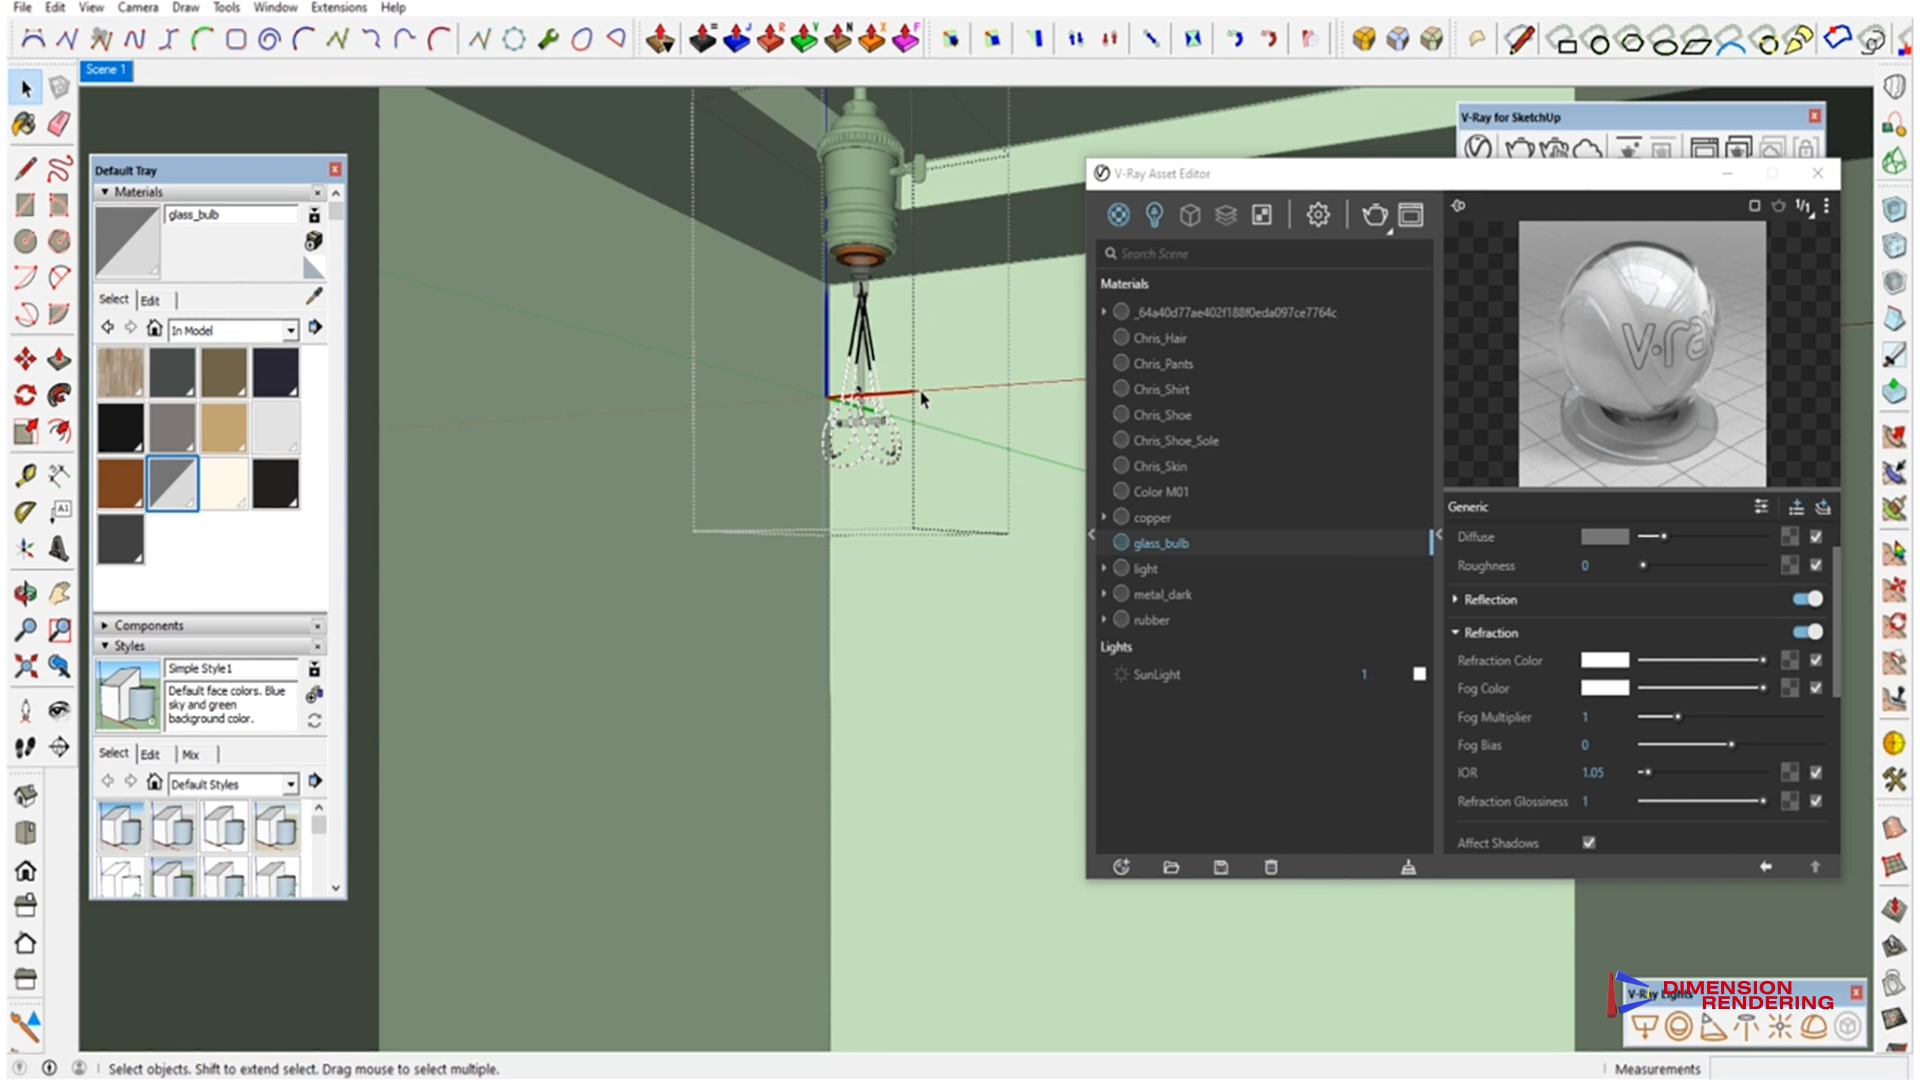 File Edit View Camera Draw Tools Window Extensions Help
Scene 1
Default Tray
Materials
glass_bulb
Select Edit
In Model
Components
Styles
Simple Style1
Default face colors. Blue
sky and green
background color.
Select Edit Mix
Default Styles
V-Ray for SketchUp
V-Ray Asset Editor
Search Scene
Materials
_64a40d77ae402f188f0eda097ce7764c
Chris_Hair
Chris_Pants
Chris_Shirt
Chris_Shoe
Chris_Shoe_Sole
Chris_Skin
Color M01
copper
glass_bulb
light
metal_dark
rubber
Lights
SunLight 1
1/1
v-ra
Generic
Diffuse
Roughness 0
Reflection
Refraction
Refraction Color
Fog Color
Fog Multiplier 1
Fog Bias 0
IOR 1.05
Refraction Glossiness 1
Affect Shadows
V-Ray Lights
DIMENSION
RENDERING
Select objects. Shift to extend select. Drag mouse to select multiple.
Measurements